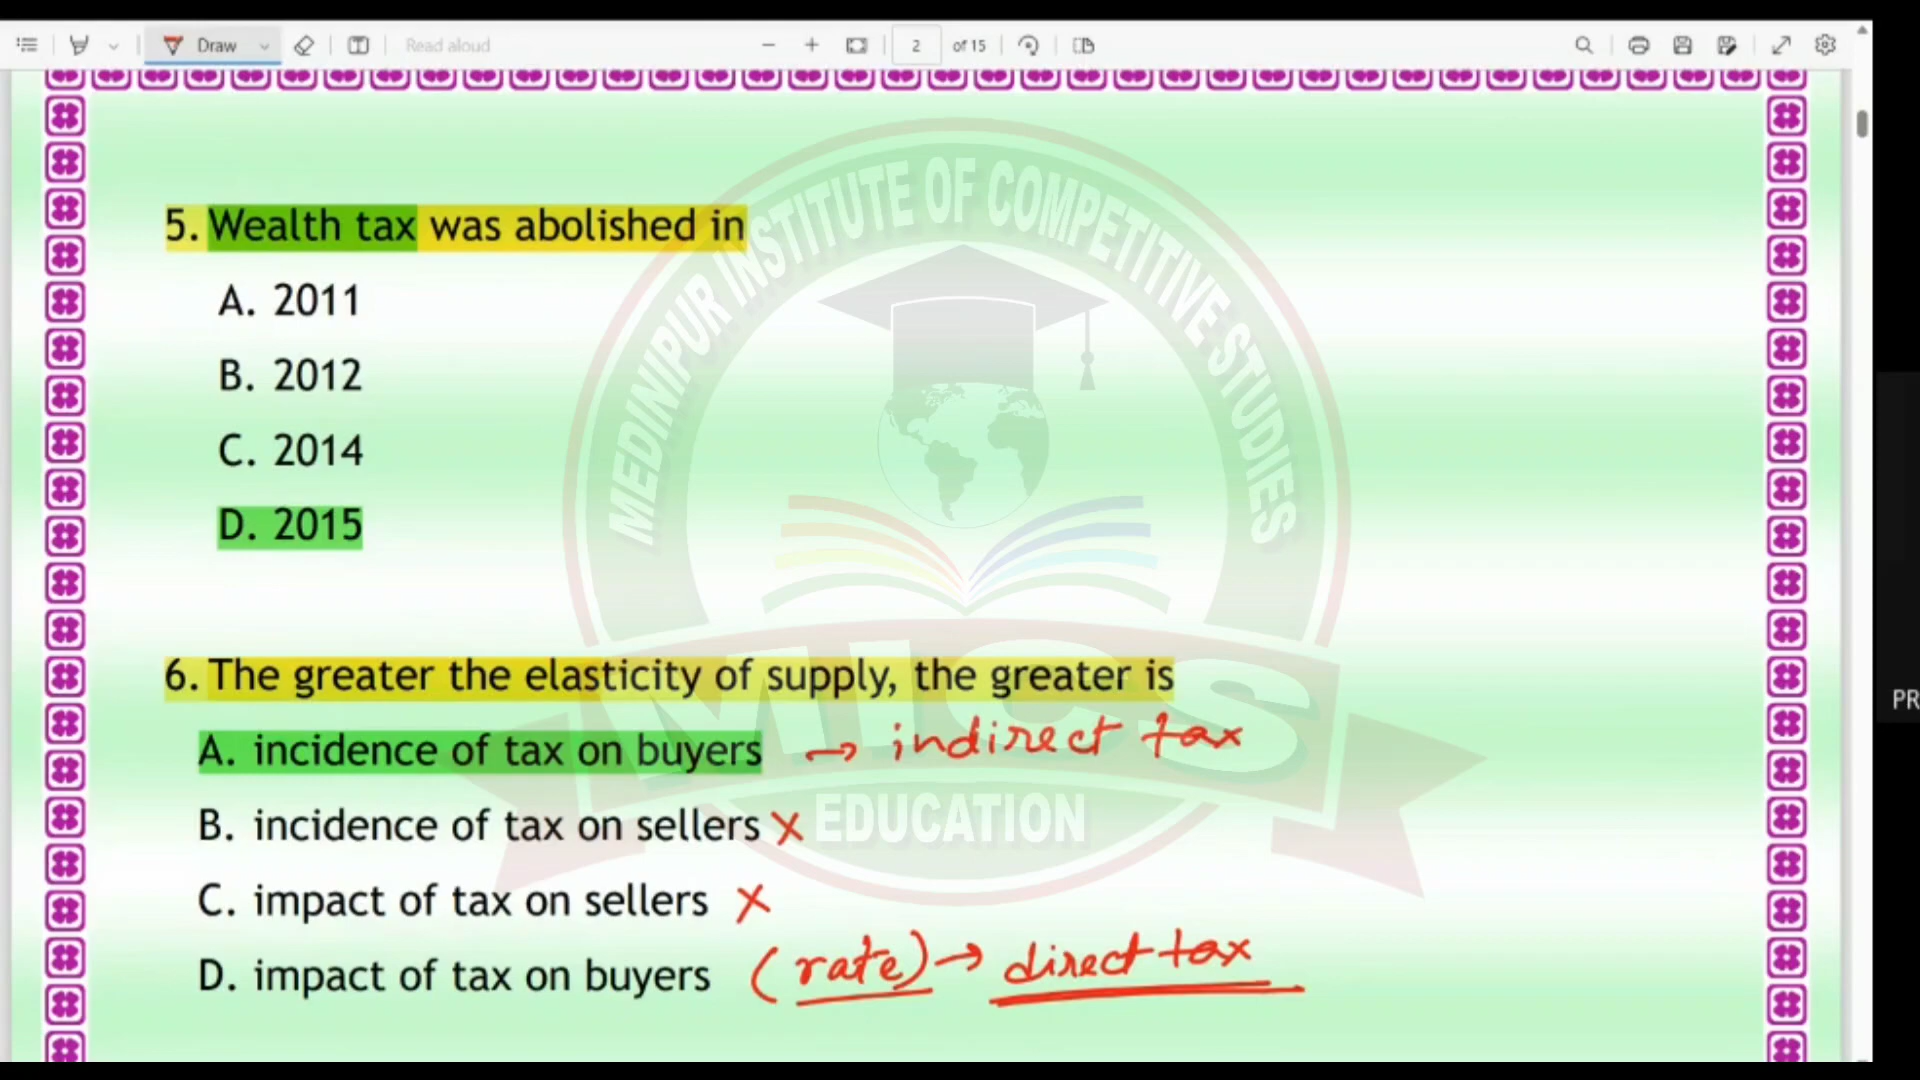 Draw
Read aloud
2 of 15
5. Wealth tax was abolished in
A. 2011
B. 2012
C. 2014
D. 2015
6. The greater the elasticity of supply, the greater is
A. incidence of tax on buyers → indirect tax
B. incidence of tax on sellers X
C. impact of tax on sellers X
D. impact of tax on buyers (rate) → direct tax
MEDINIPUR INSTITUTE OF COMPETITIVE STUDIES
MICS
EDUCATION
PR